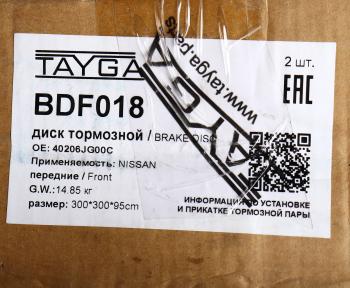 TAYGA
2 шт.
www.tayga.parts
TAYGA
EAC
BDF018
диск тормозной / BRAKE DISC
OE: 40206JG00C
Применяемость: NISSAN
передние / Front
G.W.: 14.85 кг
размер: 300*300*95cm
ИНФОРМАЦИЯ ОБ УСТАНОВКЕ
И ПРИКАТКЕ ТОРМОЗНОЙ ПАРЫ